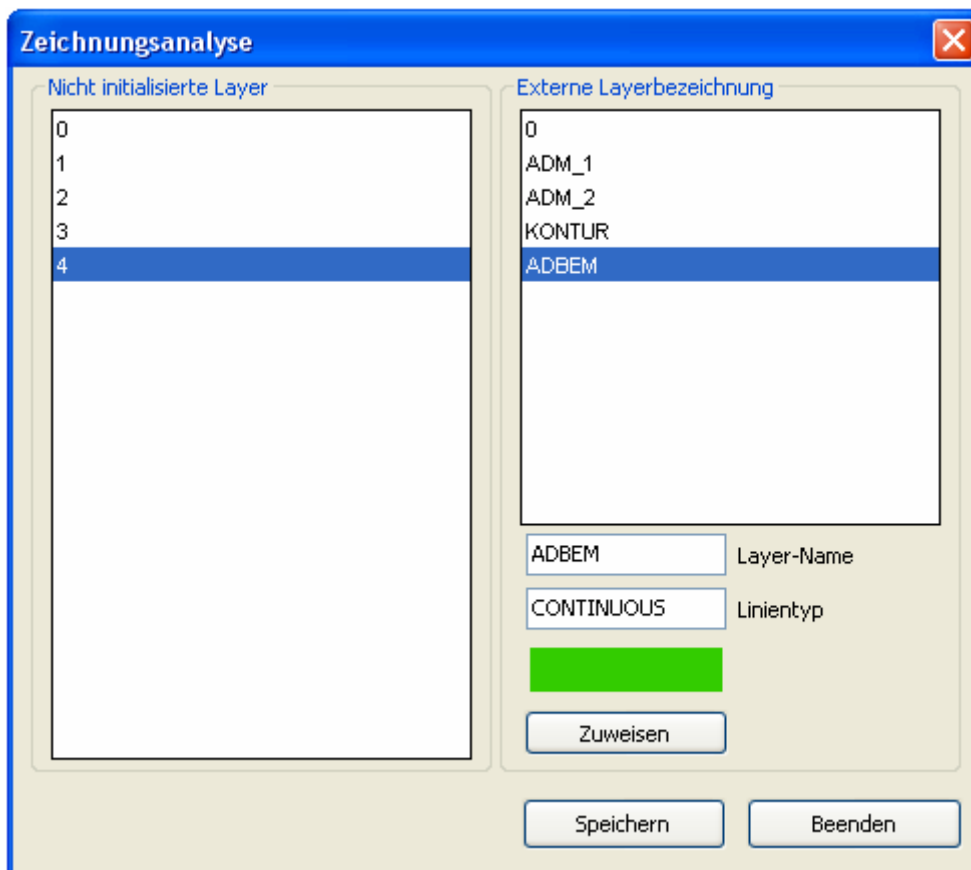 Zeichnungsanalyse
Nicht initialisierte Layer
0
1
2
3
4
Externe Layerbezeichnung
0
ADM_1
ADM_2
KONTUR
ADBEM
ADBEM Layer-Name
CONTINUOUS Linientyp
Zuweisen
Speichern Beenden